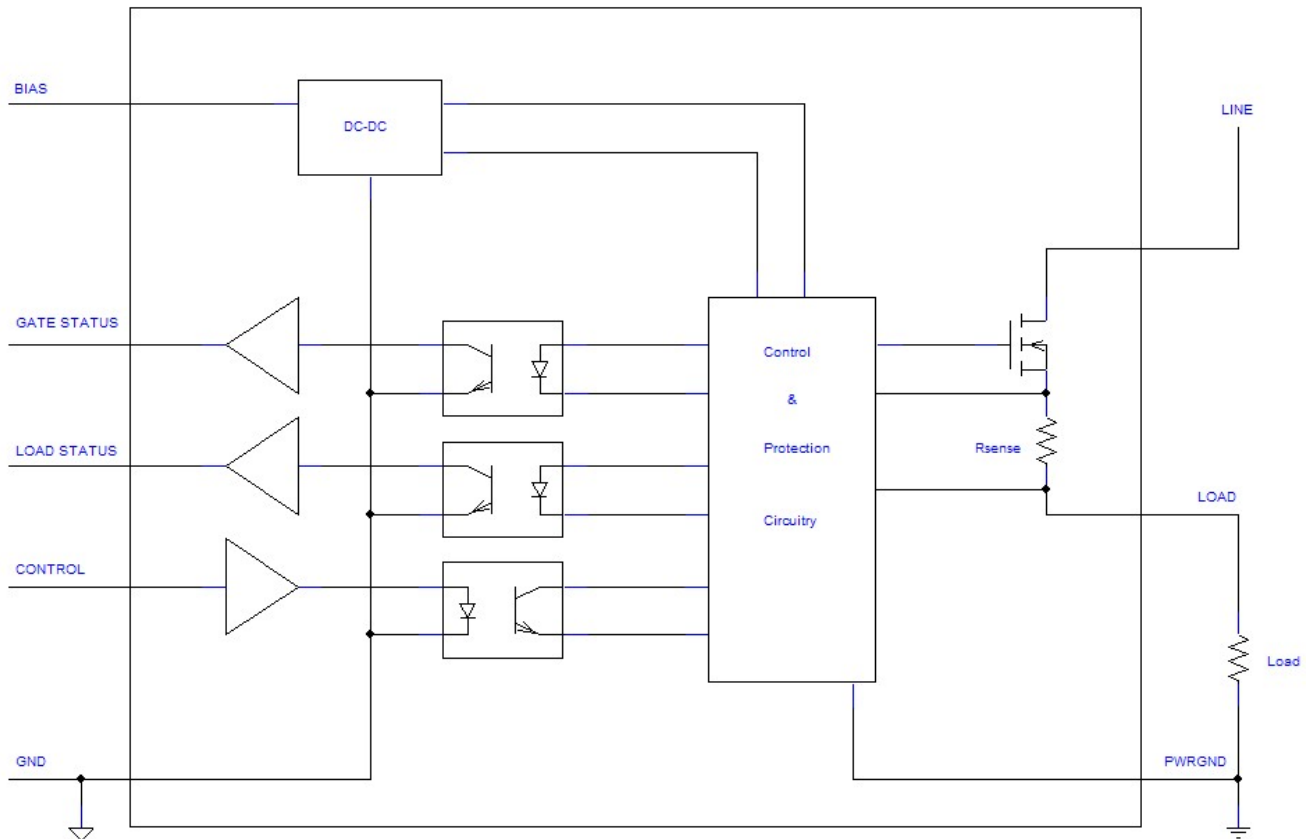 BIAS
DC-DC
LINE
GATE STATUS
Control
&
Protection
Circuitry
Rsense
LOAD STATUS
LOAD
CONTROL
Load
GND
PWRGND